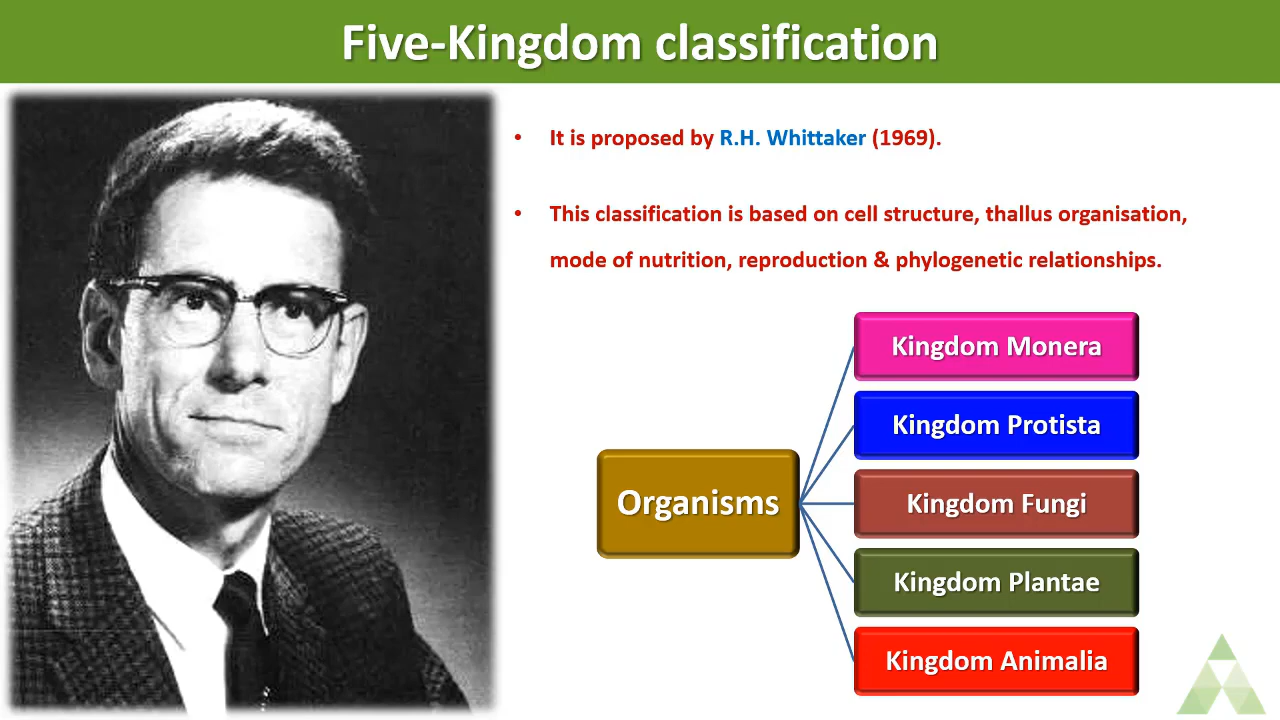 Five-Kingdom classification
• It is proposed by R.H. Whittaker (1969).
• This classification is based on cell structure, thallus organisation,
mode of nutrition, reproduction & phylogenetic relationships.
Organisms
Kingdom Monera
Kingdom Protista
Kingdom Fungi
Kingdom Plantae
Kingdom Animalia